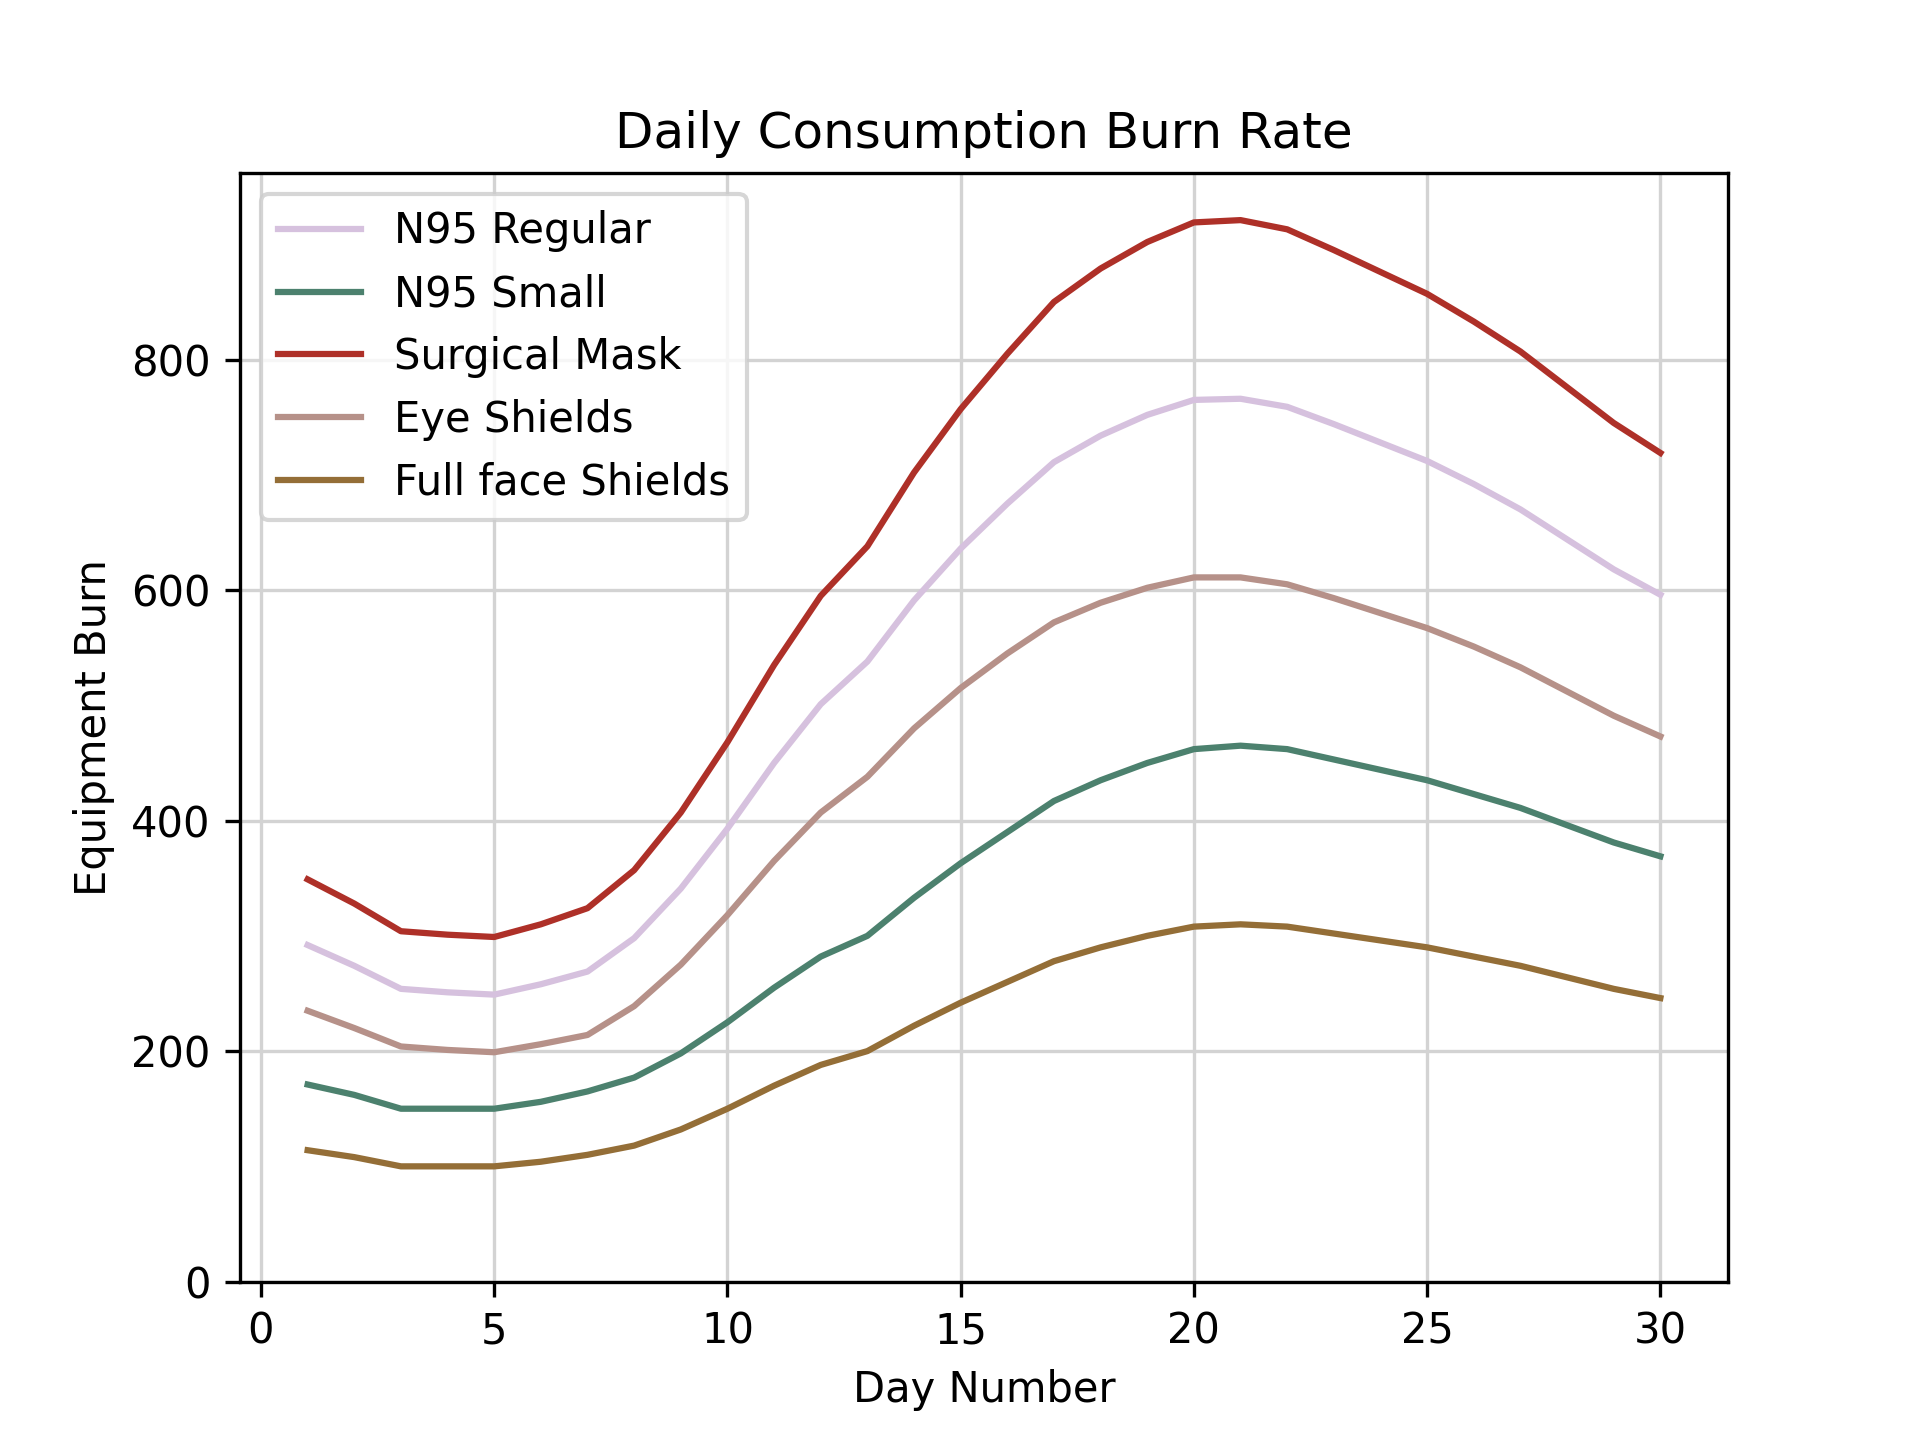 Daily Consumption Burn Rate
N95 Regular
N95 Small
Surgical Mask
Eye Shields
Full face Shields
Equipment Burn
800
600
400
200
0
0 5 10 15 20 25 30
Day Number